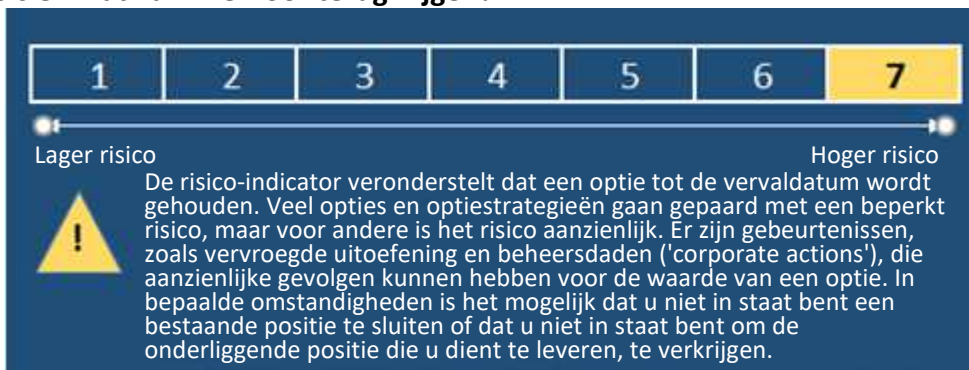 1 2 3 4 5 6 7
Lager risico Hoger risico
De risico-indicator veronderstelt dat een optie tot de vervaldatum wordt
gehouden. Veel opties en optiestrategieën gaan gepaard met een beperkt
risico, maar voor andere is het risico aanzienlijk. Er zijn gebeurtenissen,
zoals vervroegde uitoefening en beheersdaden ('corporate actions'), die
aanzienlijke gevolgen kunnen hebben voor de waarde van een optie. In
bepaalde omstandigheden is het mogelijk dat u niet in staat bent een
bestaande positie te sluiten of dat u niet in staat bent om de
onderliggende positie die u dient te leveren, te verkrijgen.